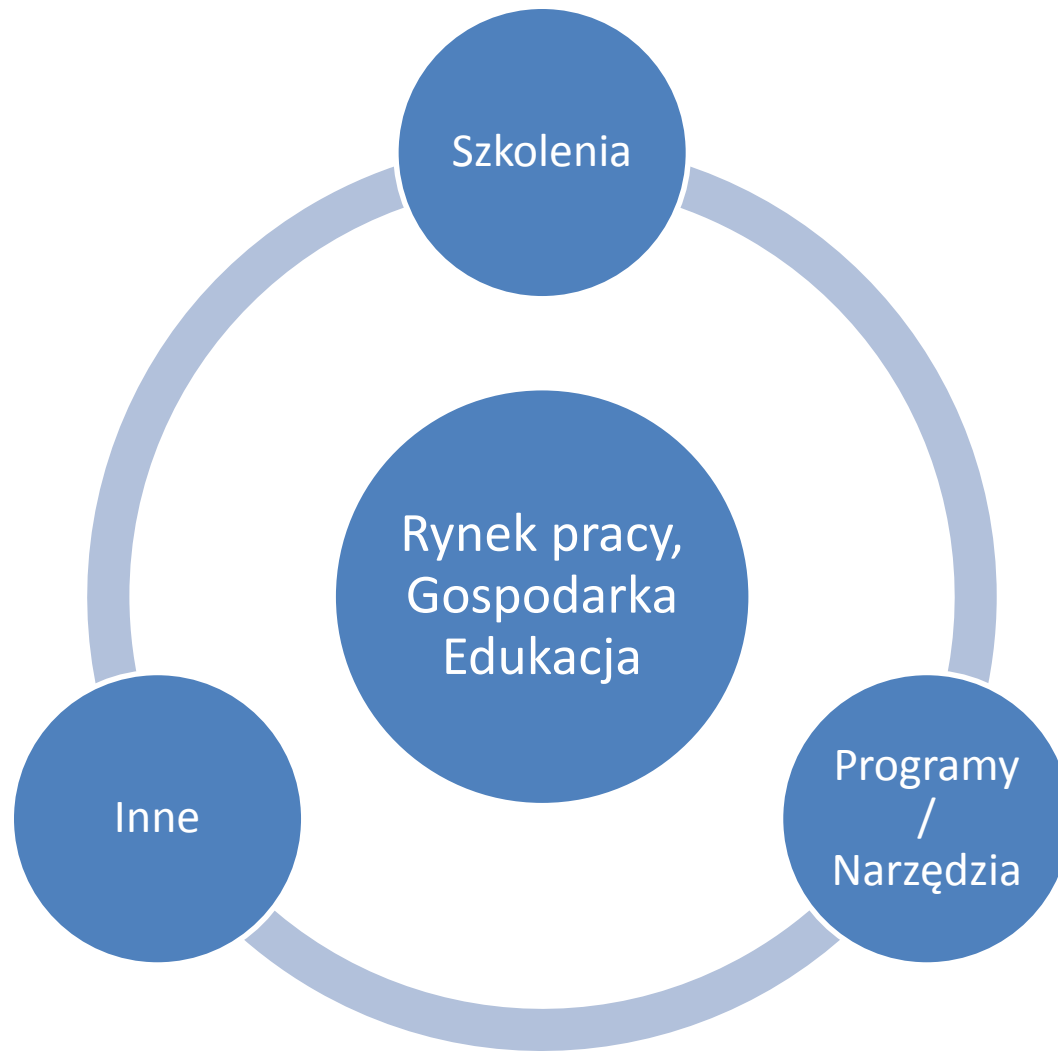 Szkolenia
Rynek pracy,
Gospodarka
Edukacja
Programy
/
Narzędzia
Inne